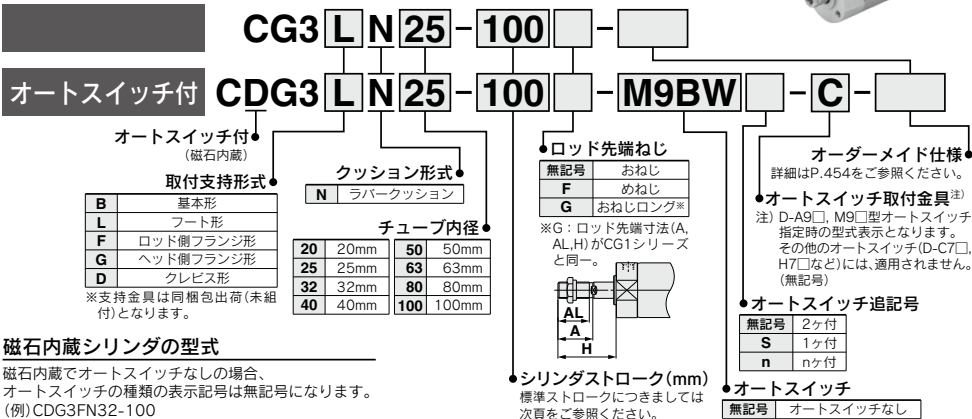 CG3 L N 25 - 100 -
オートスイッチ付 CDG3 L N 25 - 100 - M9BW - C -
オートスイッチ付
(磁石内蔵)
取付支持形式
B 基本形
L フート形
F ロッド側フランジ形
G ヘッド側フランジ形
D クレビス形
※支持金具は同梱包出荷(未組
付)となります。
クッション形式
N ラバークッション
チューブ内径
20 20mm 50 50mm
25 25mm 63 63mm
32 32mm 80 80mm
40 40mm 100 100mm
ロッド先端ねじ
無記号 おねじ
F めねじ
G おねじロング※
※G：ロッド先端寸法(A,
AL,H)がCG1シリーズ
と同一。
AL
A
H
オーダーメイド仕様
詳細はP.454をご参照ください。
オートスイッチ取付金具注)
注) D-A9□, M9□型オートスイッチ
指定時の型式表示となります。
その他のオートスイッチ(D-C7□,
H7□など)には、適用されません。
(無記号)
オートスイッチ追記号
無記号 2ヶ付
S 1ヶ付
n nヶ付
磁石内蔵シリンダの型式
磁石内蔵でオートスイッチなしの場合、
オートスイッチの種類の表示記号は無記号になります。
(例)CDG3FN32-100
シリンダストローク(mm)
標準ストロークにつきましては
次頁をご参照ください。
オートスイッチ
無記号 オートスイッチなし